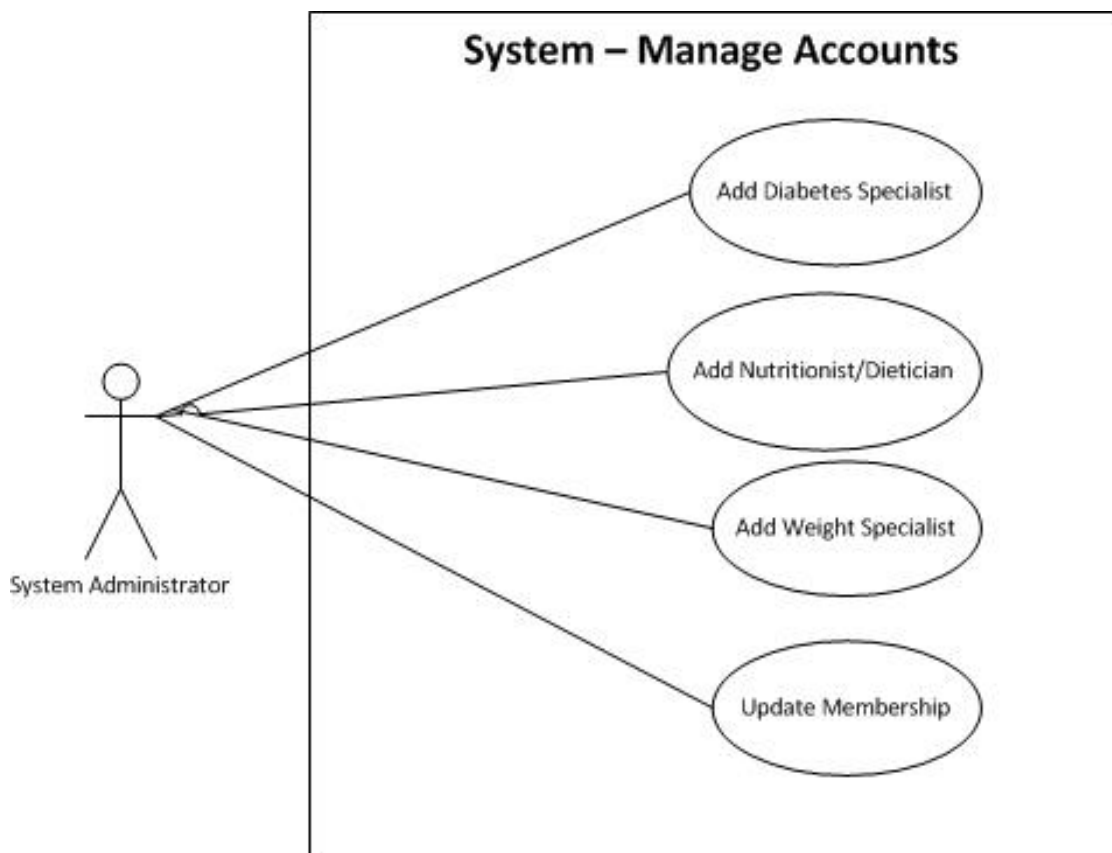 System – Manage Accounts
Add Diabetes Specialist
Add Nutritionist/Dietician
Add Weight Specialist
System Administrator
Update Membership